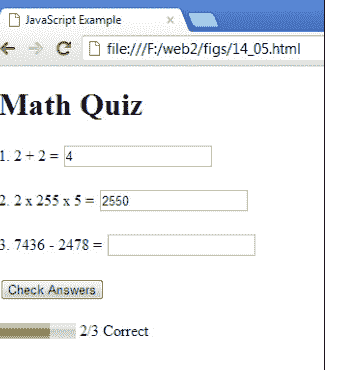 JavaScript Example
file:///F:/web2/figs/14_05.html
Math Quiz
1. 2 + 2 = 4
2. 2 x 255 x 5 = 2550
3. 7436 - 2478 =
Check Answers
2/3 Correct